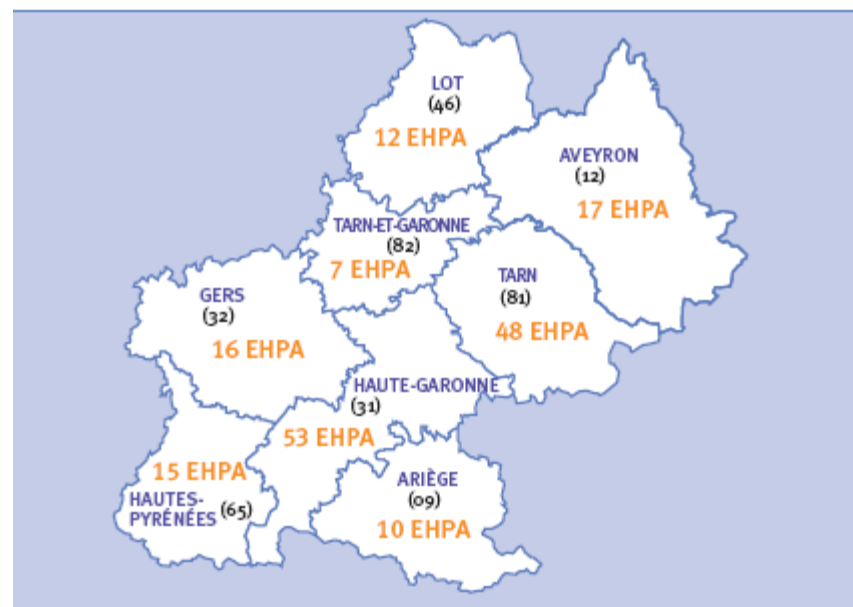 LOT
(46)
12 EHPA
AVEYRON
(12)
17 EHPA
TARN-ET-GARONNE
(82)
7 EHPA
TARN
(81)
48 EHPA
GERS
(32)
16 EHPA
HAUTE-GARONNE
(31)
53 EHPA
15 EHPA
HAUTES-
PYRÉNÉES (65)
ARIÈGE
(09)
10 EHPA